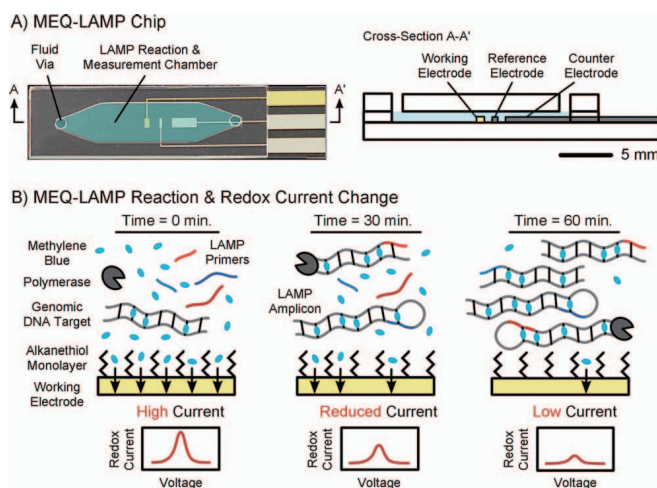 A) MEQ-LAMP Chip
Fluid
Via
LAMP Reaction &
Measurement Chamber
A
A'
Cross-Section A-A'
Working
Electrode
Reference
Electrode
Counter
Electrode
5 mm
B) MEQ-LAMP Reaction & Redox Current Change
Time = 0 min.
Time = 30 min.
Time = 60 min.
Methylene
Blue
LAMP
Primers
Polymerase
Genomic
DNA Target
LAMP
Amplicon
Alkanethiol
Monolayer
Working
Electrode
High Current
Reduced Current
Low Current
Redox
Current
Voltage
Redox
Current
Voltage
Redox
Current
Voltage